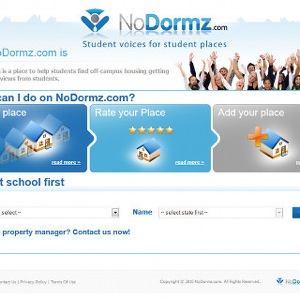 NoDormz.com
Student voices for student places
oDormz.com is
is a place to help students find off-campus housing getting
views from students.
can I do on NoDormz.com?
place
Rate your Place
Add your place
read more »
read more »
read more »
t school first
select --
Name
-- select state first --
property manager? Contact us now!
ntact Us | Privacy Policy | Terms Of Use
Copyright © NoDormz.com. All Rights Reserved.
NoDormz